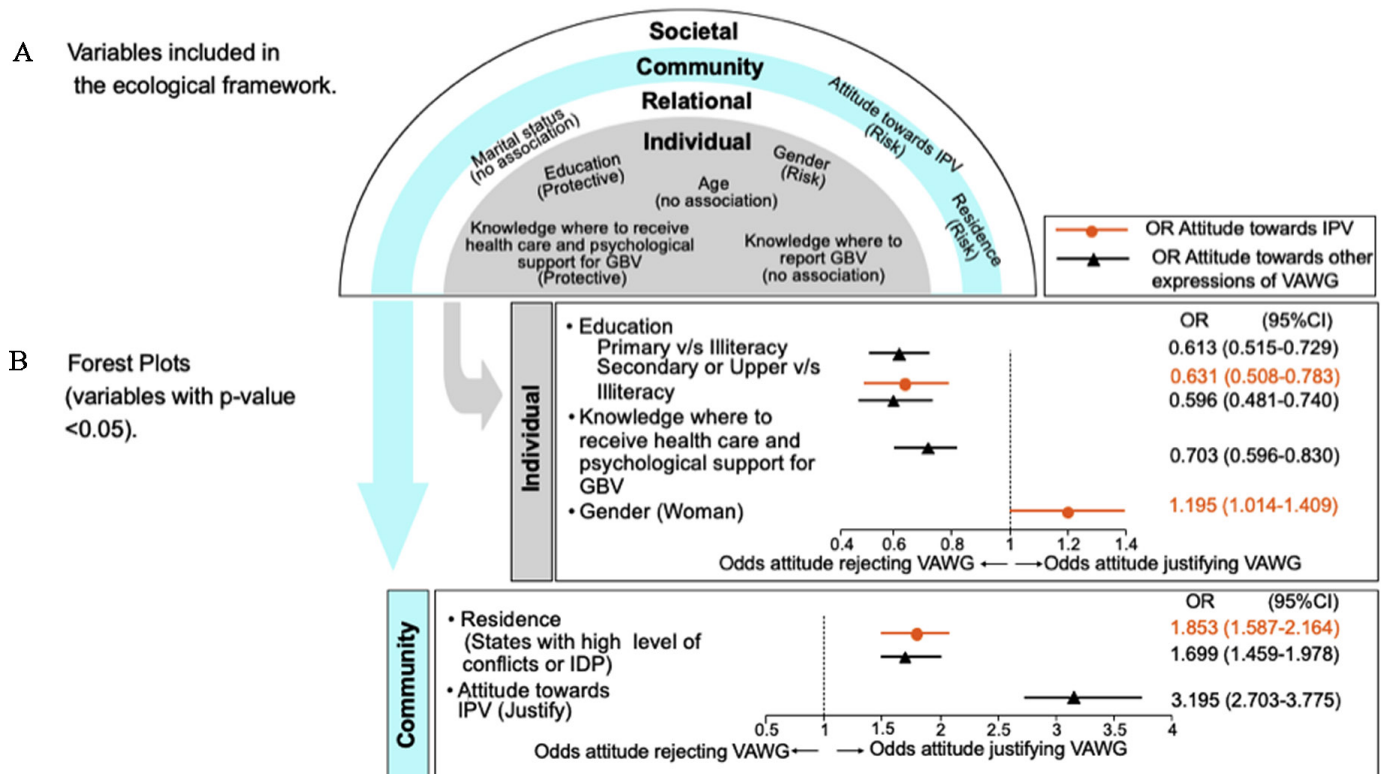 A
Variables included in
the ecological framework.
Societal
Community
Relational
Individual
Marital status
(no association)
Education
(Protective)
Age
(no association)
Gender
(Risk)
Attitude towards IPV
(Risk)
Residence
(Risk)
Knowledge where to receive
health care and psychological
support for GBV
(Protective)
Knowledge where to
report GBV
(no association)
OR Attitude towards IPV
OR Attitude towards other
expressions of VAWG
B
Forest Plots
(variables with p-value
<0.05).
Individual
OR (95%CI)
• Education
Primary v/s Illiteracy 0.613 (0.515-0.729)
Secondary or Upper v/s
Illiteracy
0.631 (0.508-0.783)
0.596 (0.481-0.740)
• Knowledge where to
receive health care and
psychological support for
GBV
0.703 (0.596-0.830)
• Gender (Woman) 1.195 (1.014-1.409)
0.4 0.6 0.8 1 1.2 1.4
Odds attitude rejecting VAWG ←— —→ Odds attitude justifying VAWG
Community
OR (95%CI)
• Residence
(States with high level of
conflicts or IDP)
1.853 (1.587-2.164)
1.699 (1.459-1.978)
• Attitude towards
IPV (Justify)
3.195 (2.703-3.775)
0.5 1 1.5 2 2.5 3 3.5 4
Odds attitude rejecting VAWG ←— —→ Odds attitude justifying VAWG